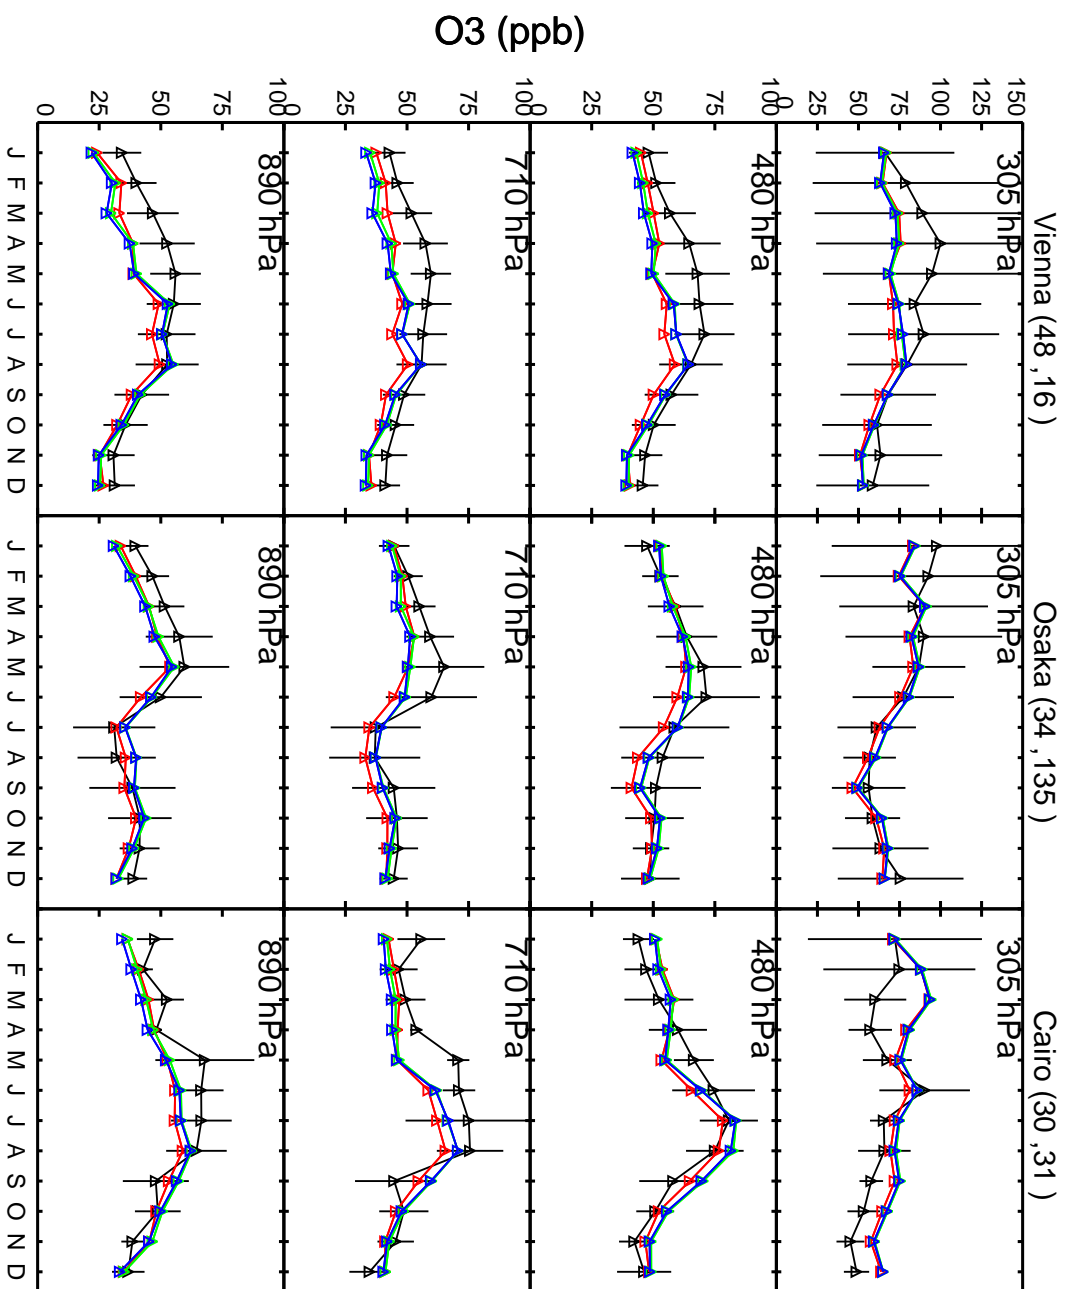 O3 (ppb)
Vienna (48 ,16 )
Osaka (34 ,135 )
Cairo (30 ,31 )
150
125
100
75
50
25
0
305 hPa
305 hPa
305 hPa
100
75
50
25
0
480 hPa
480 hPa
480 hPa
100
75
50
25
0
710 hPa
710 hPa
710 hPa
100
75
50
25
0
890 hPa
890 hPa
890 hPa
J F M A M J J A S O N D
J F M A M J J A S O N D
J F M A M J J A S O N D